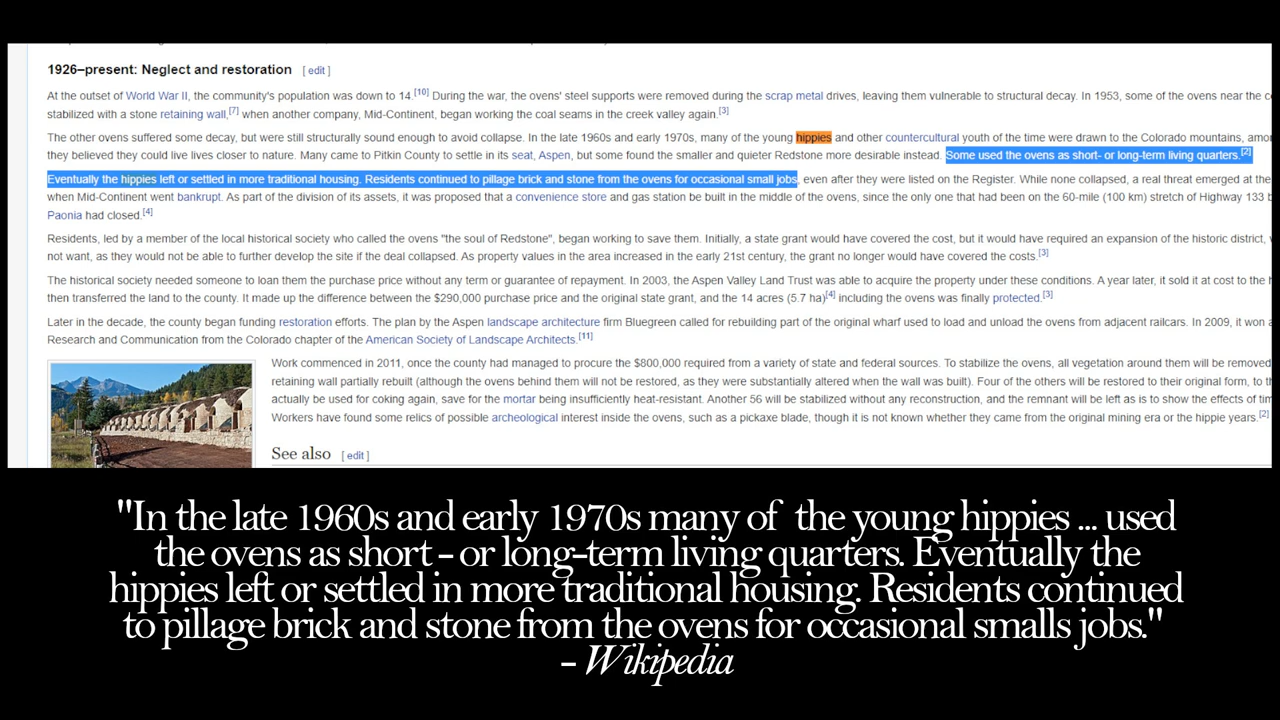 1926–present: Neglect and restoration [ edit ]
At the outset of World War II, the community's population was down to 14.[10] During the war, the ovens' steel supports were removed during the scrap metal drives, leaving them vulnerable to structural decay. In 1953, some of the ovens near the
stabilized with a stone retaining wall,[7] when another company, Mid-Continent, began working the coal seams in the creek valley again.[3]
The other ovens suffered some decay, but were still structurally sound enough to avoid collapse. In the late 1960s and early 1970s, many of the young hippies and other countercultural youth of the time were drawn to the Colorado mountains,
they believed they could live lives closer to nature. Many came to Pitkin County to settle in its seat, Aspen, but some found the smaller and quieter Redstone more desirable instead. Some used the ovens as short- or long-term living quarters.[2]
Eventually the hippies left or settled in more traditional housing. Residents continued to pillage brick and stone from the ovens for occasional small jobs, even after they were listed on the Register. While none collapsed, a real threat emerged at the
when Mid-Continent went bankrupt. As part of the division of its assets, it was proposed that a convenience store and gas station be built in the middle of the ovens, since the only one that had been on the 60-mile (100 km) stretch of Highway 133
Paonia had closed.[4]
Residents, led by a member of the local historical society who called the ovens "the soul of Redstone", began working to save them. Initially, a state grant would have covered the cost, but it would have required an expansion of the historic district,
not want, as they would not be able to further develop the site if the deal collapsed. As property values in the area increased in the early 21st century, the grant no longer would have covered the costs.[3]
The historical society needed someone to loan them the purchase price without any term or guarantee of repayment. In 2003, the Aspen Valley Land Trust was able to acquire the property under these conditions. A year later, it sold it at cost to the
then transferred the land to the county. It made up the difference between the $290,000 purchase price and the original state grant, and the 14 acres (5.7 ha)[4] including the ovens was finally protected.[3]
Later in the decade, the county began funding restoration efforts. The plan by the Aspen landscape architecture firm Bluegreen called for rebuilding part of the original wharf used to load and unload the ovens from adjacent railcars. In 2009, it won
Research and Communication from the Colorado chapter of the American Society of Landscape Architects.[11]
Work commenced in 2011, once the county had managed to procure the $800,000 required from a variety of state and federal sources. To stabilize the ovens, all vegetation around them will be removed
retaining wall partially rebuilt (although the ovens behind them will not be restored, as they were substantially altered when the wall was built). Four of the others will be restored to their original form, to
actually be used for coking again, save for the mortar being insufficiently heat-resistant. Another 56 will be stabilized without any reconstruction, and the remnant will be left as is to show the effects of
Workers have found some relics of possible archeological interest inside the ovens, such as a pickaxe blade, though it is not known whether they came from the original mining era or the hippie years.[2]
See also [ edit ]
"In the late 1960s and early 1970s many of the young hippies ... used
the ovens as short - or long-term living quarters. Eventually the
hippies left or settled in more traditional housing. Residents continued
to pillage brick and stone from the ovens for occasional smalls jobs."
- Wikipedia